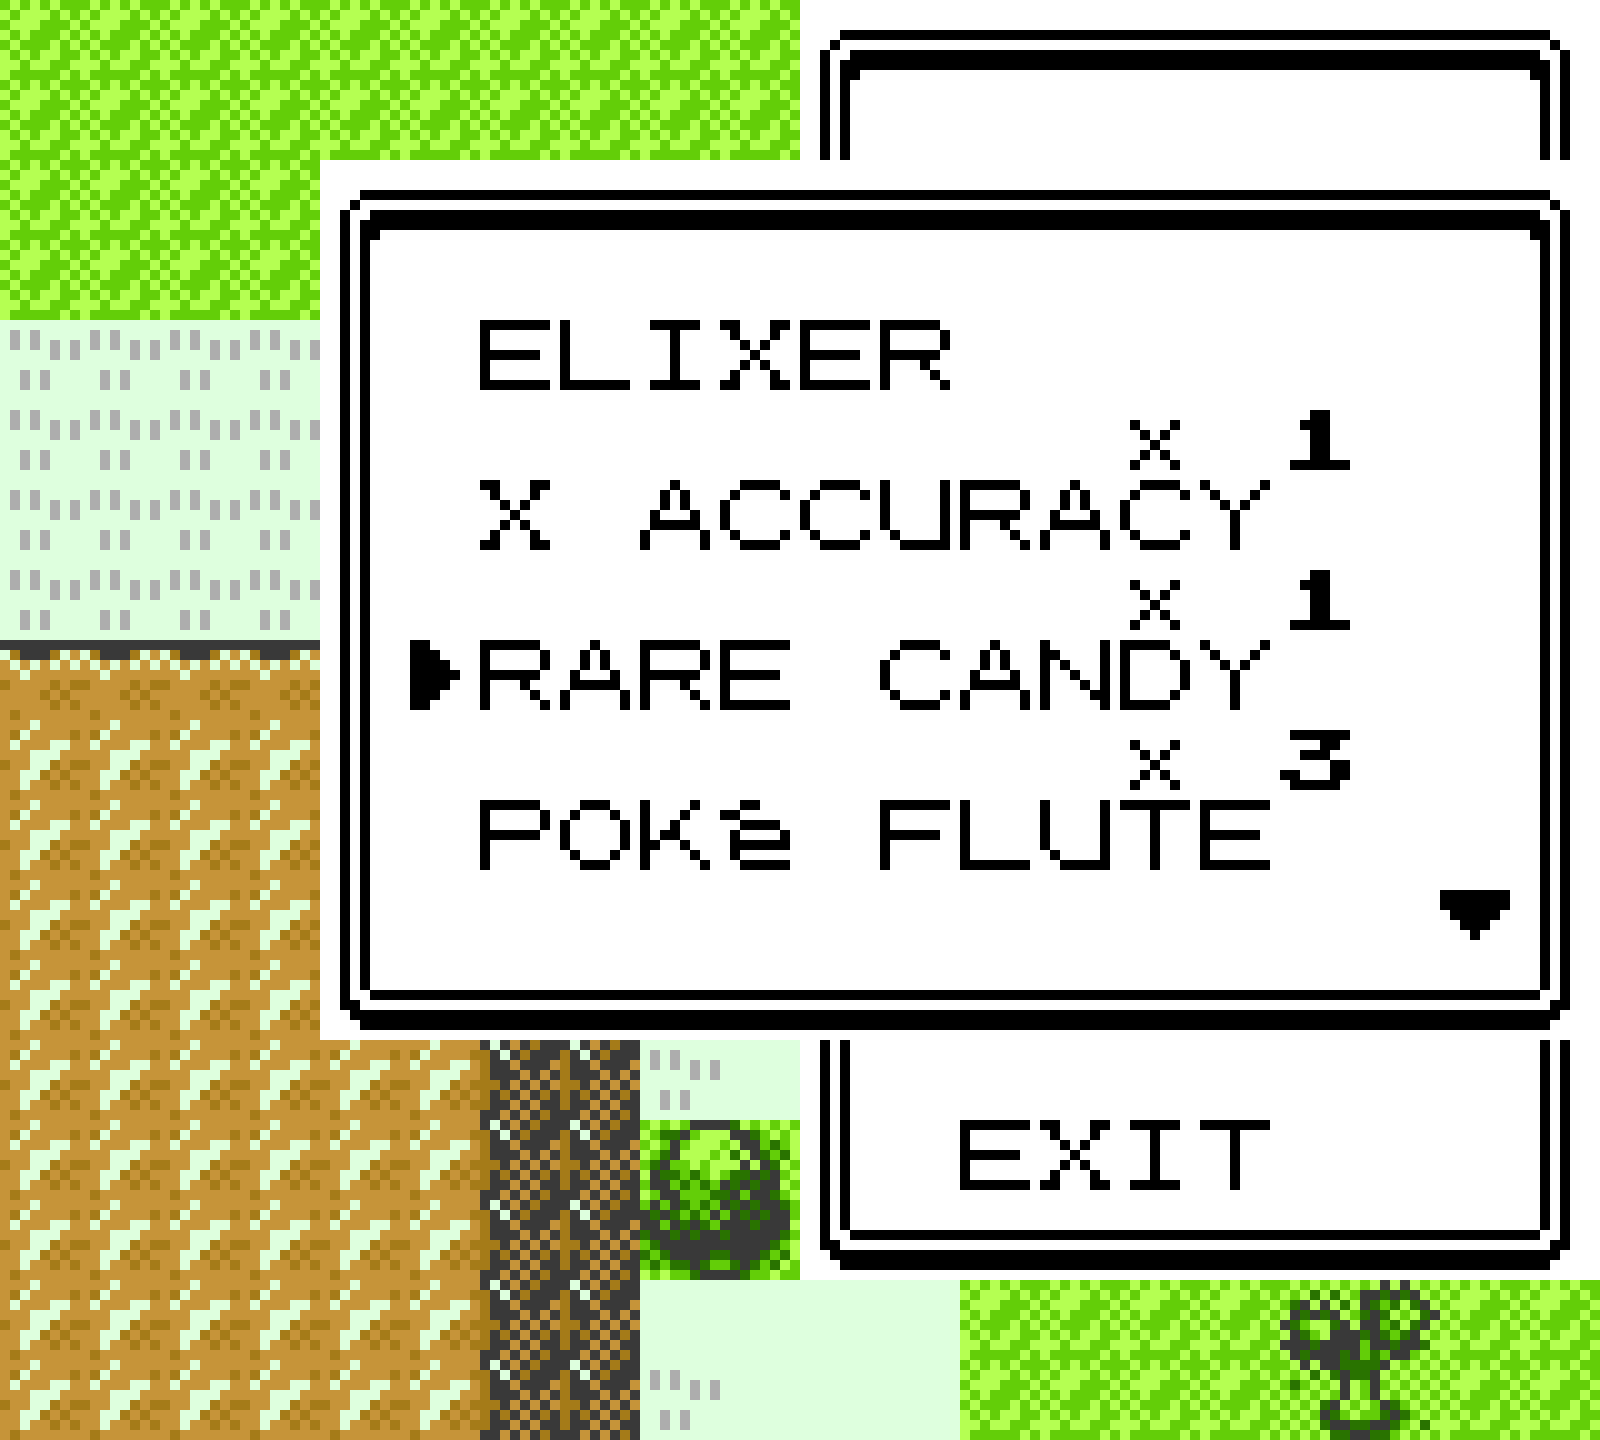 ELIXER
× 1
X ACCURACY
× 1
▶RARE CANDY
× 3
POKé FLUTE
▼
EXIT